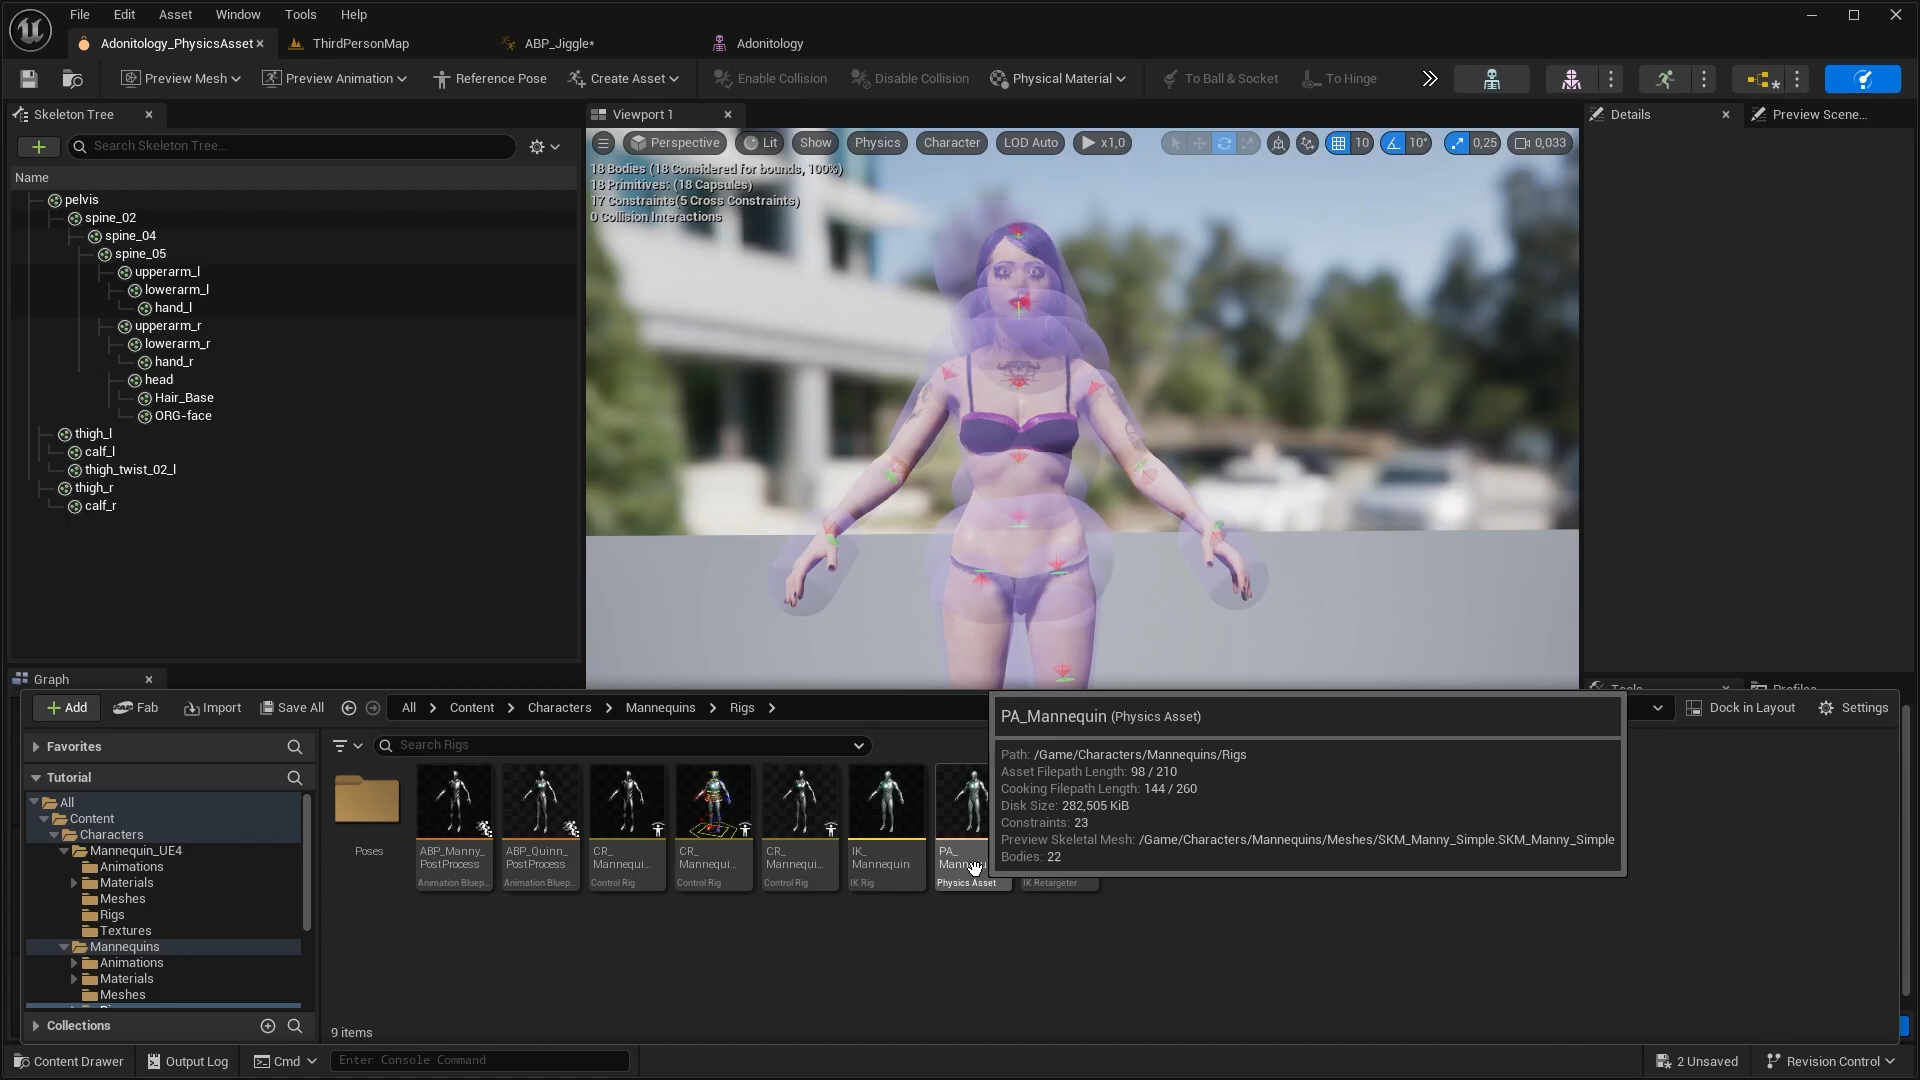 File Edit Asset Window Tools Help
Adonitology_PhysicsAsset ThirdPersonMap ABP_Jiggle* Adonitology
Preview Mesh Preview Animation Reference Pose Create Asset Enable Collision Disable Collision Physical Material To Ball & Socket To Hinge
Skeleton Tree
Viewport 1
Details Preview Scene...
Search Skeleton Tree...
Perspective Lit Show Physics Character LOD Auto x1,0 10 10° 0,25 0,033
18 Bodies (18 Considered for bounds, 100%)
18 Primitives: (18 Capsules)
17 Constraints(5 Cross Constraints)
0 Collision Interactions
Name
pelvis
spine_02
spine_04
spine_05
upperarm_l
lowerarm_l
hand_l
upperarm_r
lowerarm_r
hand_r
head
Hair_Base
ORG-face
thigh_l
calf_l
thigh_twist_02_l
thigh_r
calf_r
Graph
Tools Profiles
Add Fab Import Save All All Content Characters Mannequins Rigs
Dock in Layout Settings
Favorites
Tutorial
All
Content
Characters
Mannequin_UE4
Animations
Materials
Meshes
Rigs
Textures
Mannequins
Animations
Materials
Meshes
Collections
Search Rigs
Poses
ABP_Manny_
PostProcess
Animation Bluep...
ABP_Quinn_
PostProcess
Animation Bluep...
CR_
Mannequi...
Control Rig
CR_
Mannequi...
Control Rig
CR_
Mannequi...
Control Rig
IK_
Mannequin
IK Rig
PA_
Physics Asset
IK Retargeter
PA_Mannequin (Physics Asset)
Path: /Game/Characters/Mannequins/Rigs
Asset Filepath Length: 98 / 210
Cooking Filepath Length: 144 / 260
Disk Size: 282,505 KiB
Constraints: 23
Preview Skeletal Mesh: /Game/Characters/Mannequins/Meshes/SKM_Manny_Simple.SKM_Manny_Simple
Bodies: 22
9 items
Content Drawer Output Log Cmd Enter Console Command
2 Unsaved Revision Control